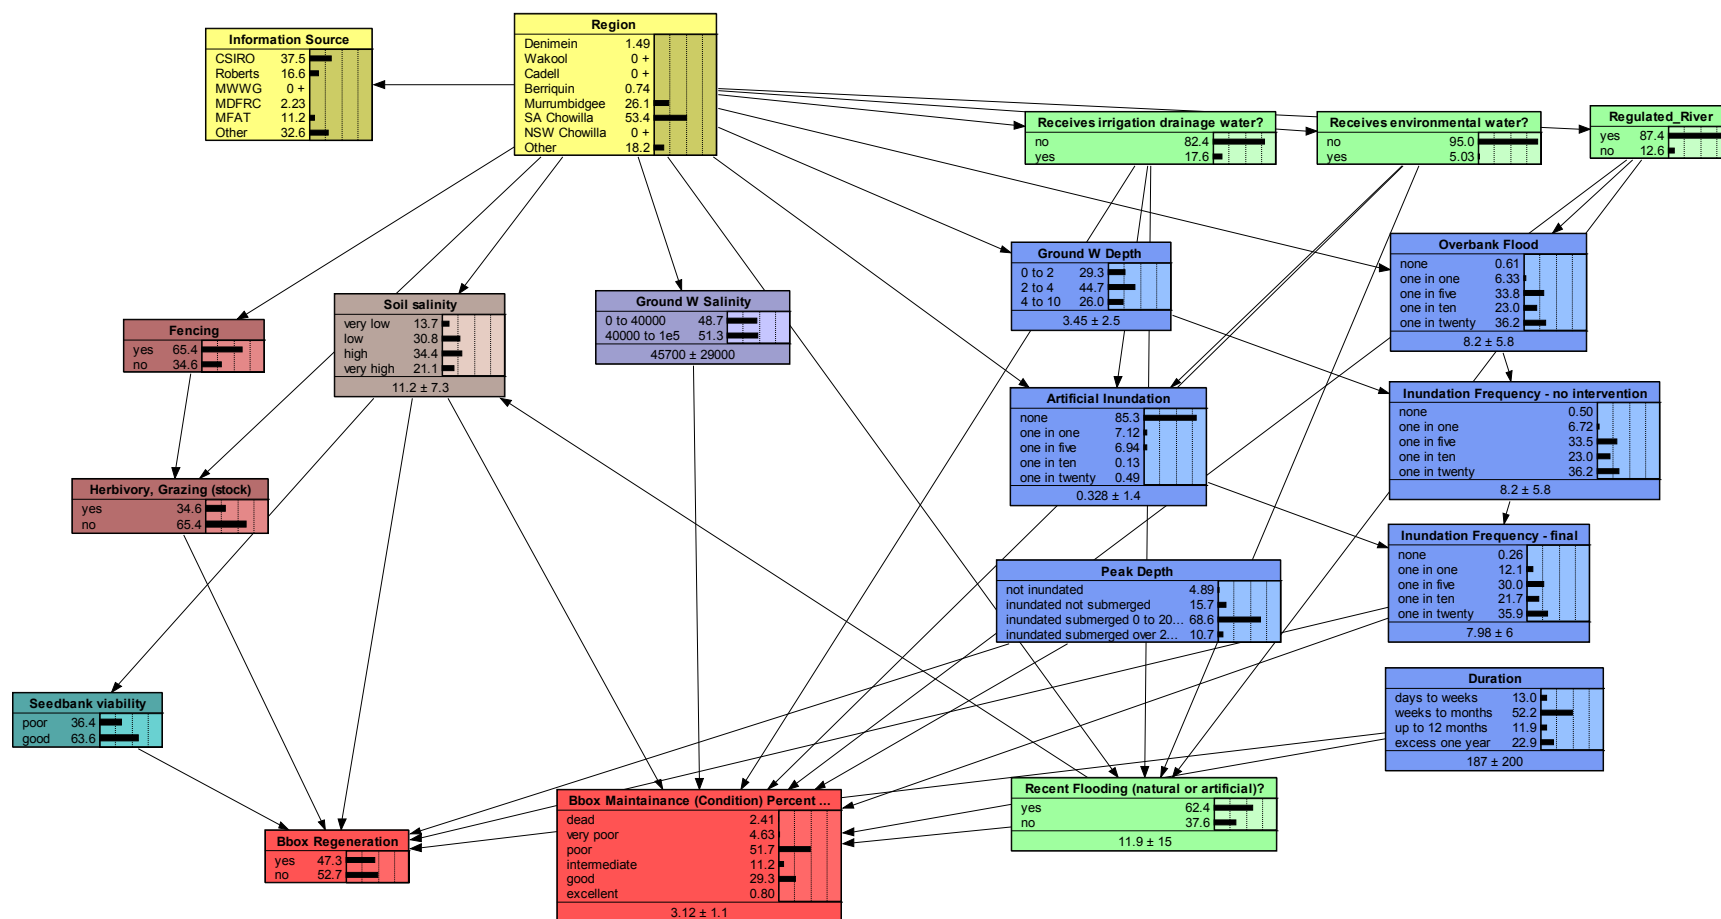 Information Source
CSIRO 37.5
Roberts 16.6
MWWG 0 +
MDFRC 2.23
MFAT 11.2
Other 32.6
Region
Denimein 1.49
Wakool 0 +
Cadell 0 +
Berriquin 0.74
Murrumbidgee 26.1
SA Chowilla 53.4
NSW Chowilla 0 +
Other 18.2
Receives irrigation drainage water?
no 82.4
yes 17.6
Receives environmental water?
no 95.0
yes 5.03
Regulated_River
yes 87.4
no 12.6
Ground W Depth
0 to 2 29.3
2 to 4 44.7
4 to 10 26.0
3.45 ± 2.5
Overbank Flood
none 0.61
one in one 6.33
one in five 33.8
one in ten 23.0
one in twenty 36.2
8.2 ± 5.8
Fencing
yes 65.4
no 34.6
Soil salinity
very low 13.7
low 30.8
high 34.4
very high 21.1
11.2 ± 7.3
Ground W Salinity
0 to 40000 48.7
40000 to 1e5 51.3
45700 ± 29000
Artificial Inundation
none 85.3
one in one 7.12
one in five 6.94
one in ten 0.13
one in twenty 0.49
0.328 ± 1.4
Inundation Frequency - no intervention
none 0.50
one in one 6.72
one in five 33.5
one in ten 23.0
one in twenty 36.2
8.2 ± 5.8
Herbivory, Grazing (stock)
yes 34.6
no 65.4
Inundation Frequency - final
none 0.26
one in one 12.1
one in five 30.0
one in ten 21.7
one in twenty 35.9
7.98 ± 6
Peak Depth
not inundated 4.89
inundated not submerged 15.7
inundated submerged 0 to 20... 68.6
inundated submerged over 2... 10.7
Seedbank viability
poor 36.4
good 63.6
Duration
days to weeks 13.0
weeks to months 52.2
up to 12 months 11.9
excess one year 22.9
187 ± 200
Bbox Regeneration
yes 47.3
no 52.7
Bbox Maintainance (Condition) Percent ...
dead 2.41
very poor 4.63
poor 51.7
intermediate 11.2
good 29.3
excellent 0.80
3.12 ± 1.1
Recent Flooding (natural or artificial)?
yes 62.4
no 37.6
11.9 ± 15